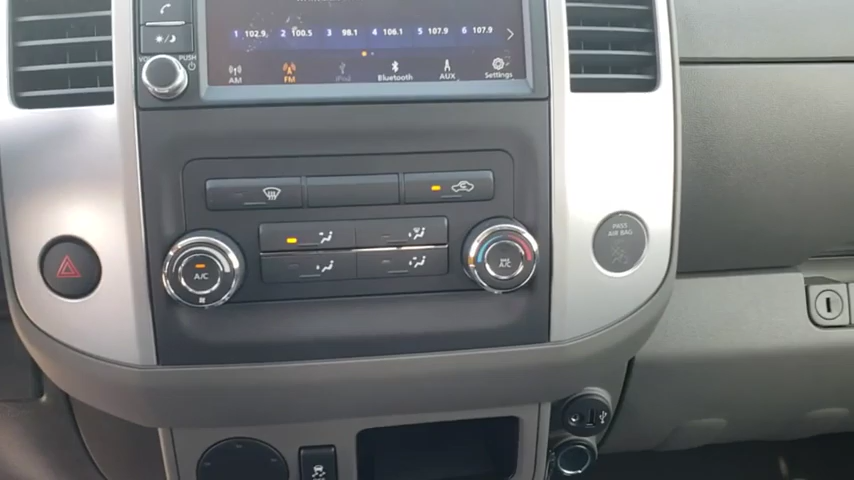 VOL
PUSH
1 102.9 2 100.5 3 98.1 4 106.1 5 107.9 6 107.9
AM FM iPod Bluetooth AUX Settings
A/C
A/C
PASS
AIR BAG